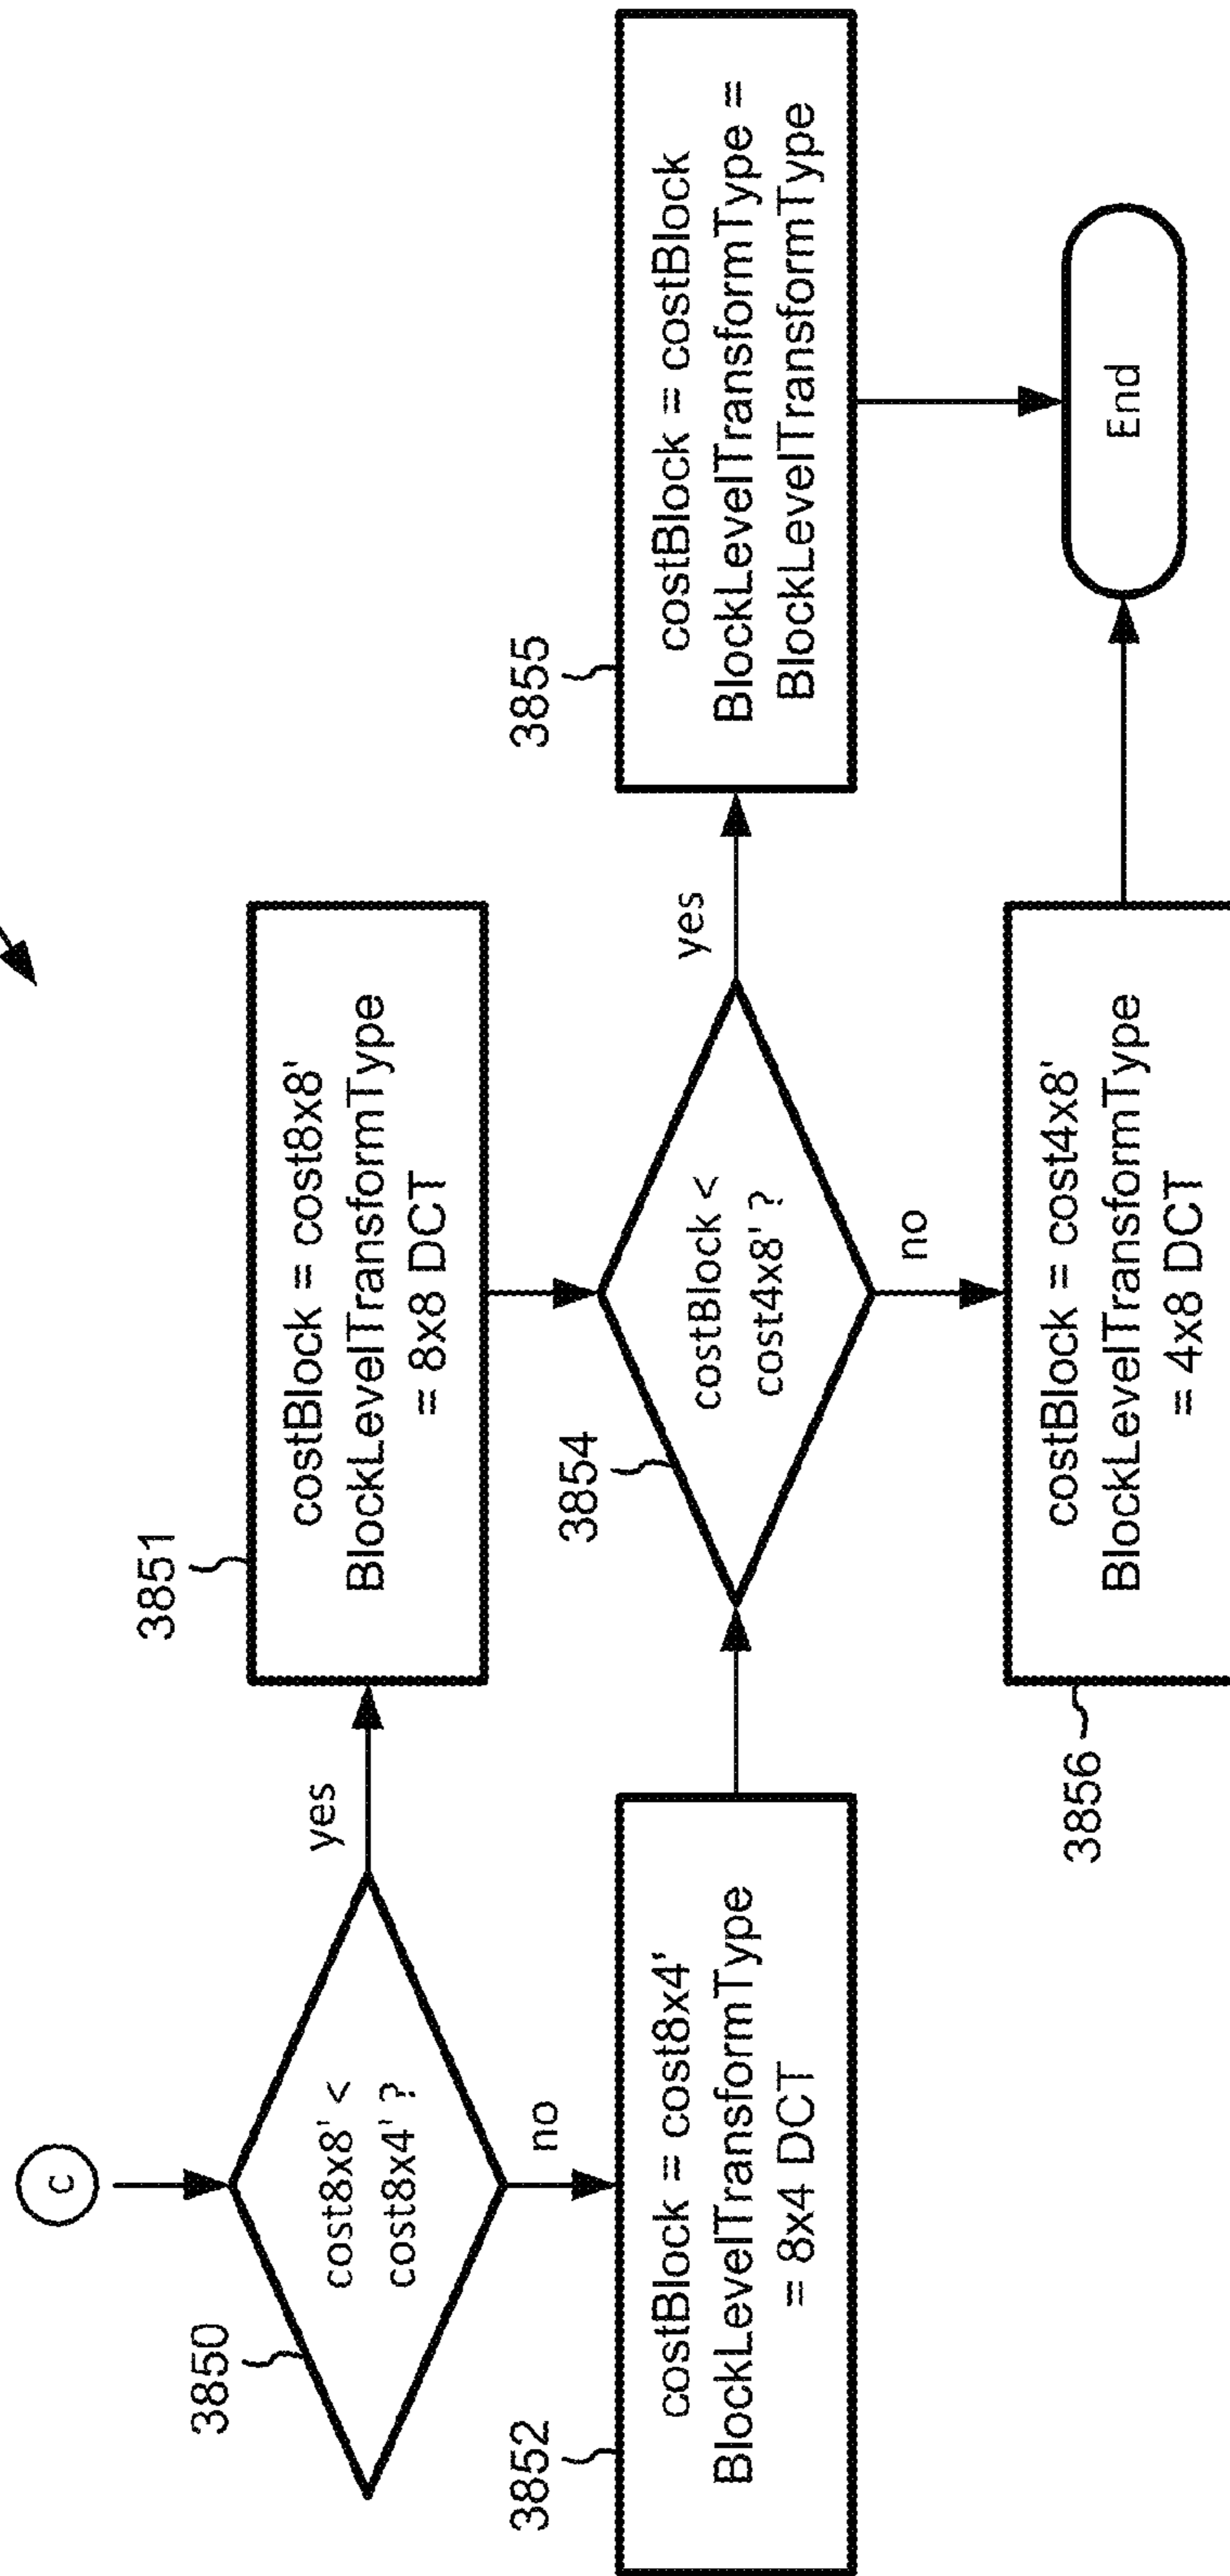 c
3850
cost8x8' <
cost8x4' ?
yes
no
3851
costBlock = cost8x8'
BlockLevelTransformType
= 8x8 DCT
3852
costBlock = cost8x4'
BlockLevelTransformType
= 8x4 DCT
3854
costBlock <
cost4x8' ?
yes
no
3855
costBlock = costBlock
BlockLevelTransformType =
BlockLevelTransformType
3856
costBlock = cost4x8'
BlockLevelTransformType
= 4x8 DCT
End